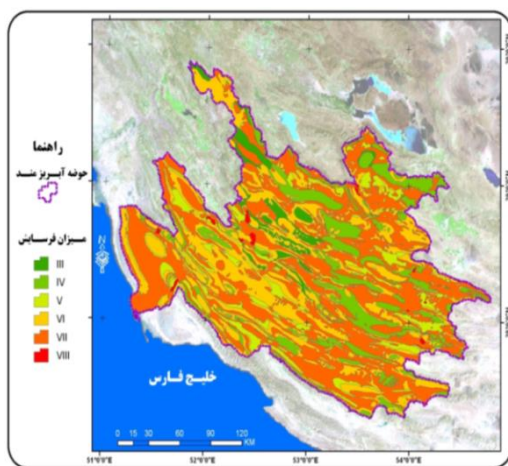 راهنما
حوضه آبریز مند
میزان فرسایش
III
IV
V
VI
VII
VIII
N
خلیج فارس
0 15 30 60 90 120
KM
51°0'0"E 52°0'0"E 53°0'0"E 54°0'0"E